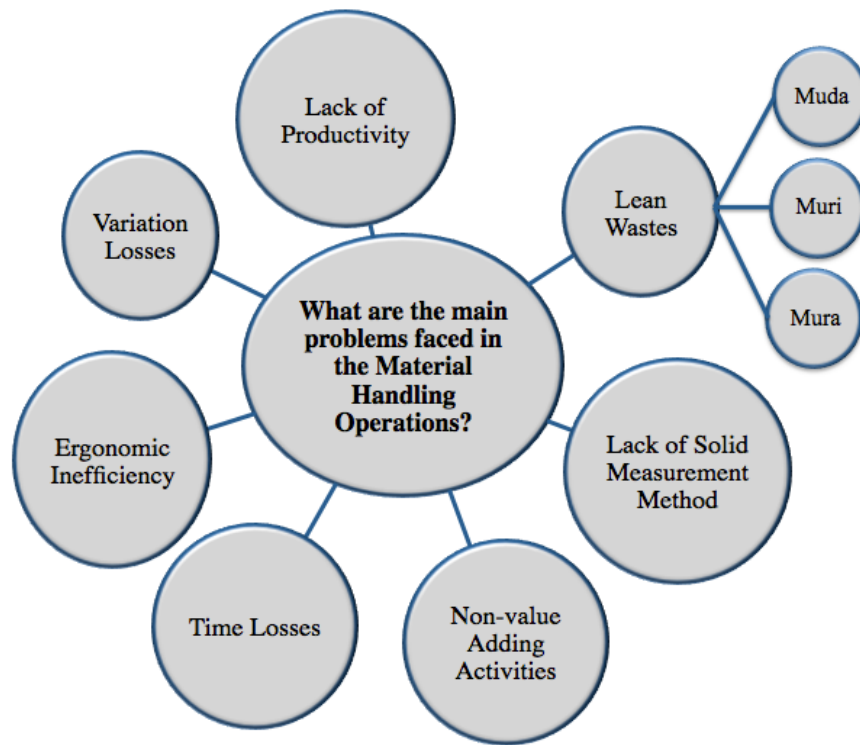 Lack of
Productivity
Muda
Lean
Wastes
Muri
Mura
Variation
Losses
What are the main
problems faced in
the Material
Handling
Operations?
Ergonomic
Inefficiency
Lack of Solid
Measurement
Method
Time Losses
Non-value
Adding
Activities